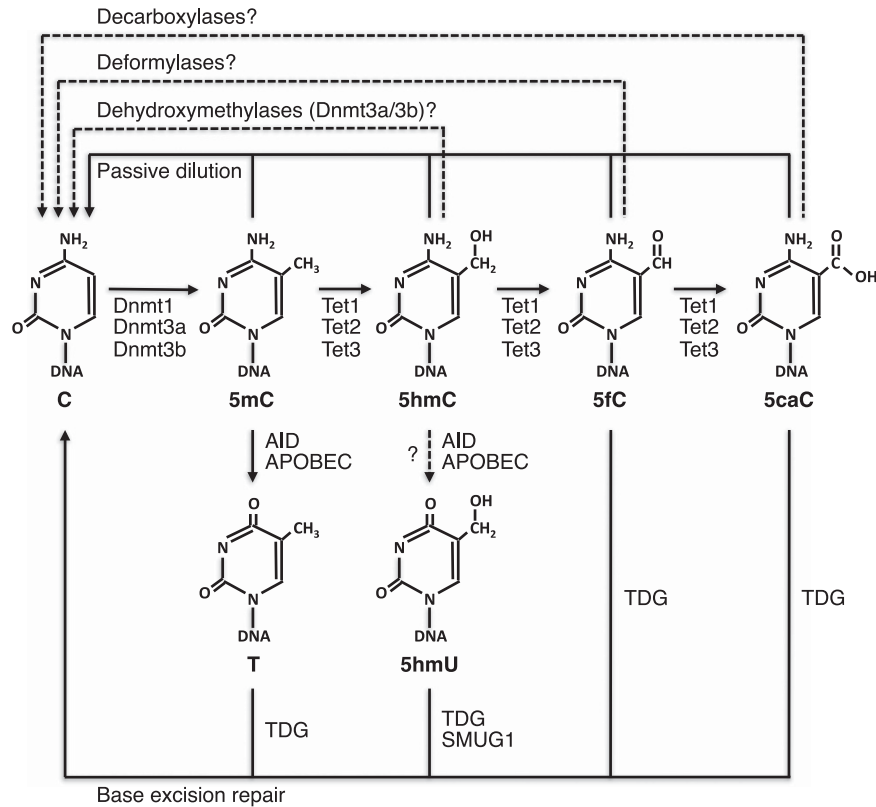 Decarboxylases?
Deformylases?
Dehydroxymethylases (Dnmt3a/3b)?
Passive dilution
NH₂
N
O
N
DNA
C
Dnmt1
Dnmt3a
Dnmt3b
NH₂
CH₃
N
O
N
DNA
5mC
Tet1
Tet2
Tet3
OH
NH₂
CH₂
N
O
N
DNA
5hmC
Tet1
Tet2
Tet3
O
NH₂
CH
N
O
N
DNA
5fC
Tet1
Tet2
Tet3
O
NH₂
C
OH
N
O
N
DNA
5caC
AID
APOBEC
?
AID
APOBEC
O
CH₃
N
O
N
DNA
T
OH
O
CH₂
N
O
N
DNA
5hmU
TDG
TDG
TDG
TDG
SMUG1
Base excision repair